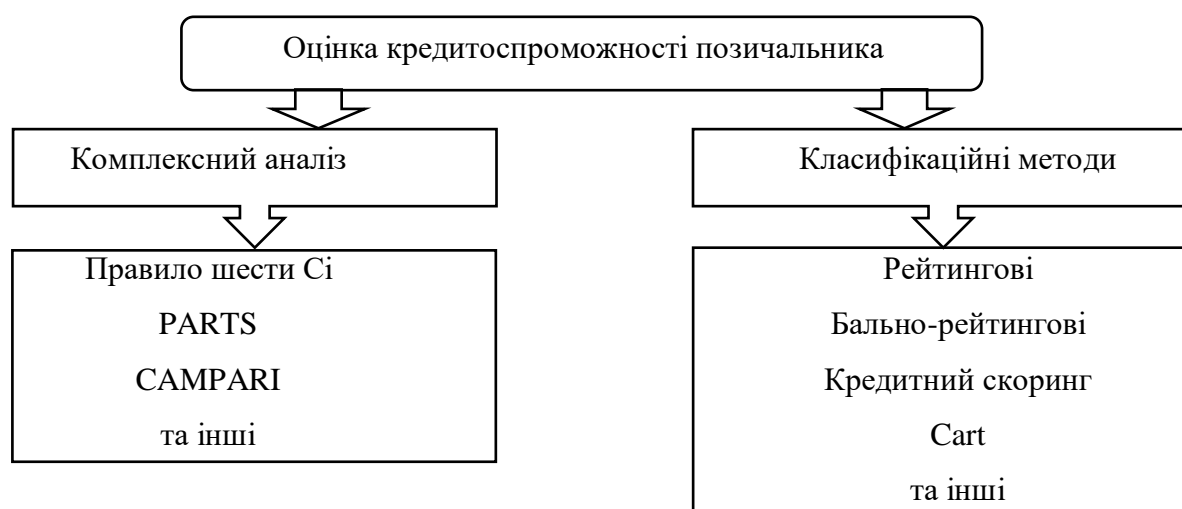 Оцінка кредитоспроможності позичальника
Комплексний аналіз
Класифікаційні методи
Правило шести Сі
PARTS
CAMPARI
та інші
Рейтингові
Бально-рейтингові
Кредитний скоринг
Cart
та інші